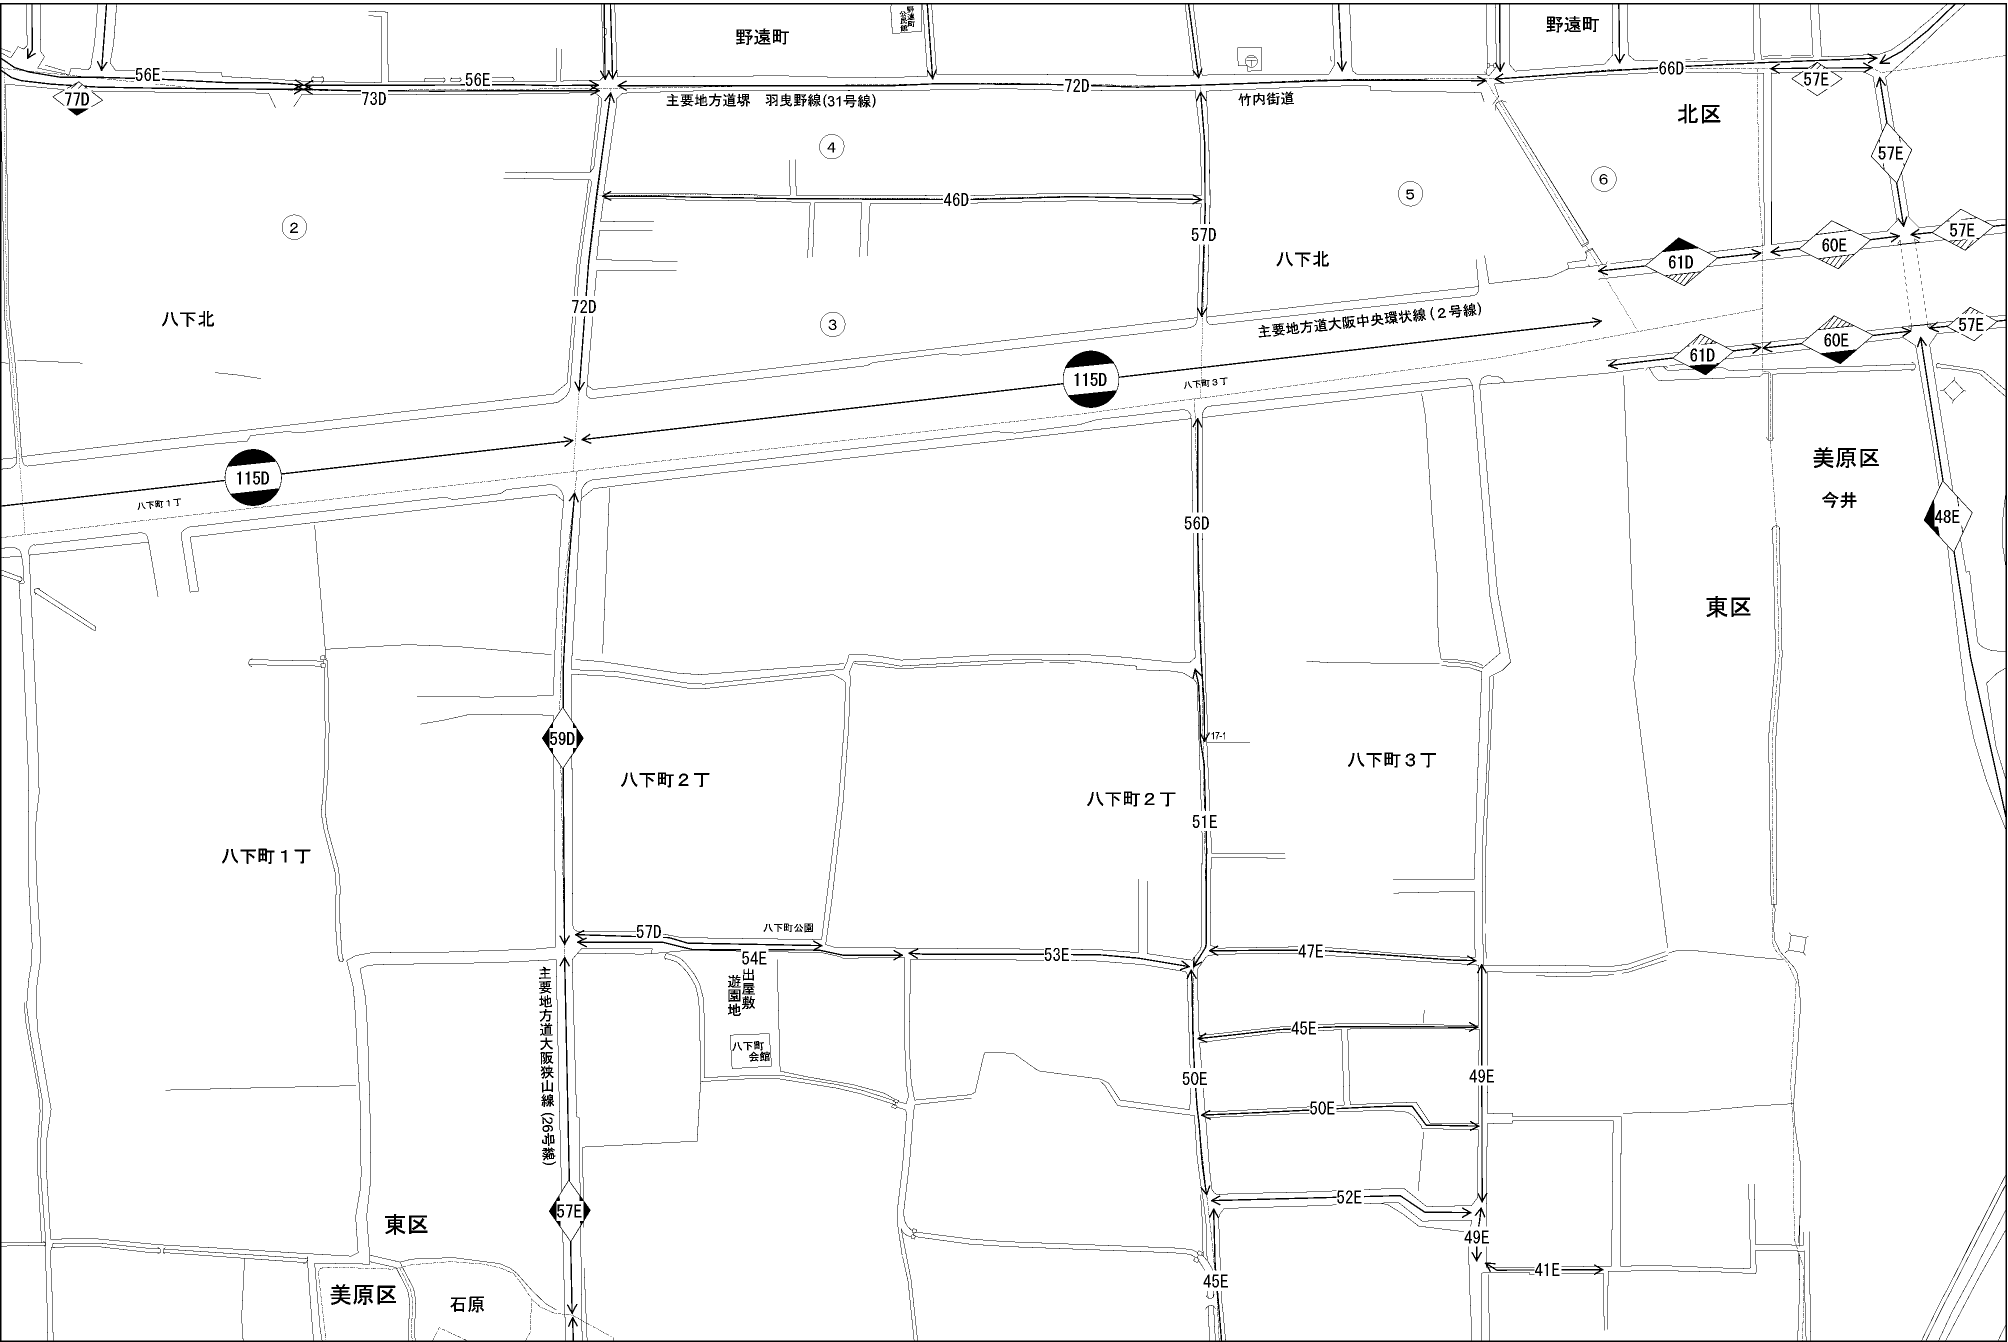 野遠町
野遠町
公民館
野遠町
56E
56E
77D
73D
72D
66D
57E
主要地方道堺 羽曳野線(31号線)
竹内街道
北区
④
57E
⑤
⑥
46D
②
57D
57E
60E
61D
八下北
72D
八下北
③
主要地方道大阪中央環状線(2号線)
57E
60E
61D
115D
八下町3丁
115D
八下町1丁
美原区
今井
48E
56D
東区
17-1
59D
八下町2丁
八下町2丁
八下町3丁
51E
八下町1丁
57D
八下町公園
54E
53E
47E
出屋敷
遊園地
主要地方道大阪狭山線(26号線)
八下町
会館
45E
50E
49E
50E
52E
57E
東区
49E
45E
41E
美原区
石原